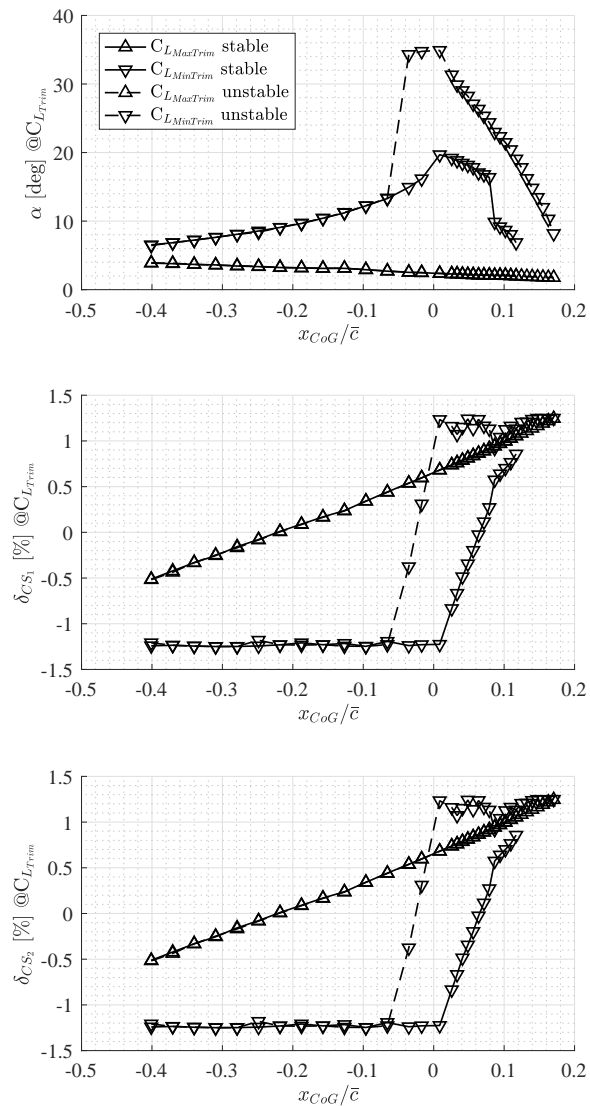 40
30
20
10
0
α [deg] @C_{L_{Trim}}
C_{L_{MaxTrim}} stable
C_{L_{MinTrim}} stable
C_{L_{MaxTrim}} unstable
C_{L_{MinTrim}} unstable
-0.5 -0.4 -0.3 -0.2 -0.1 0 0.1 0.2
x_{CoG}/c̄
1.5
1
0.5
0
-0.5
-1
-1.5
δ_{CS_1} [%] @C_{L_{Trim}}
-0.5 -0.4 -0.3 -0.2 -0.1 0 0.1 0.2
x_{CoG}/c̄
1.5
1
0.5
0
-0.5
-1
-1.5
δ_{CS_2} [%] @C_{L_{Trim}}
-0.5 -0.4 -0.3 -0.2 -0.1 0 0.1 0.2
x_{CoG}/c̄